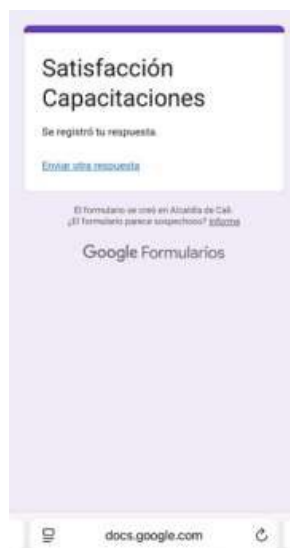 Satisfacción
Capacitaciones
Se registró tu respuesta.
Enviar otra respuesta
El formulario se creó en Alcaldía de Cali.
¿El formulario parece sospechoso? Informe
Google Formularios
docs.google.com